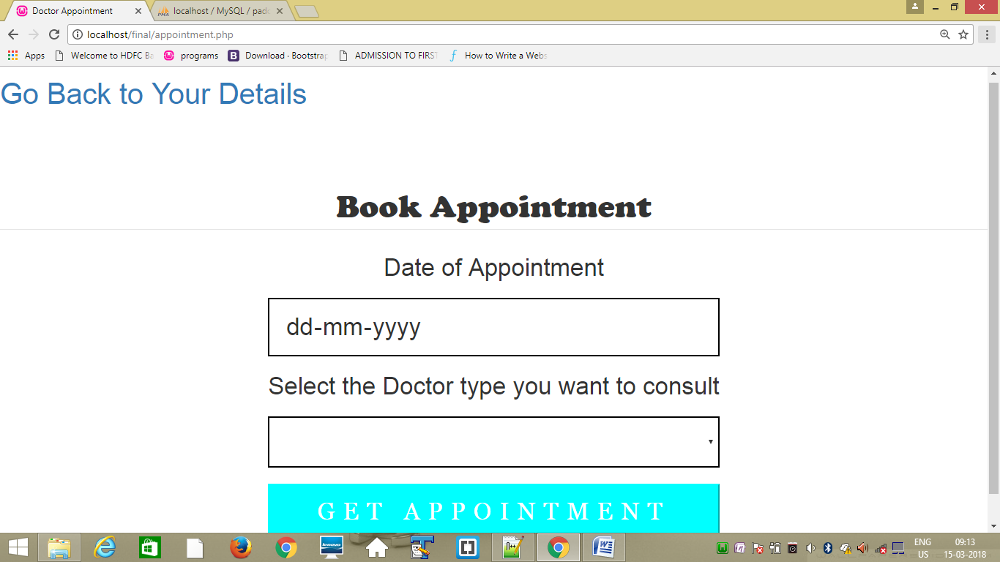 Doctor Appointment
localhost / MySQL / pado
localhost/final/appointment.php
Apps
Welcome to HDFC Ba
programs
Download · Bootstrap
ADMISSION TO FIRST
How to Write a Webs
Go Back to Your Details
Book Appointment
Date of Appointment
dd-mm-yyyy
Select the Doctor type you want to consult
GET APPOINTMENT
lenovo
ENG
09:13
US
15-03-2018